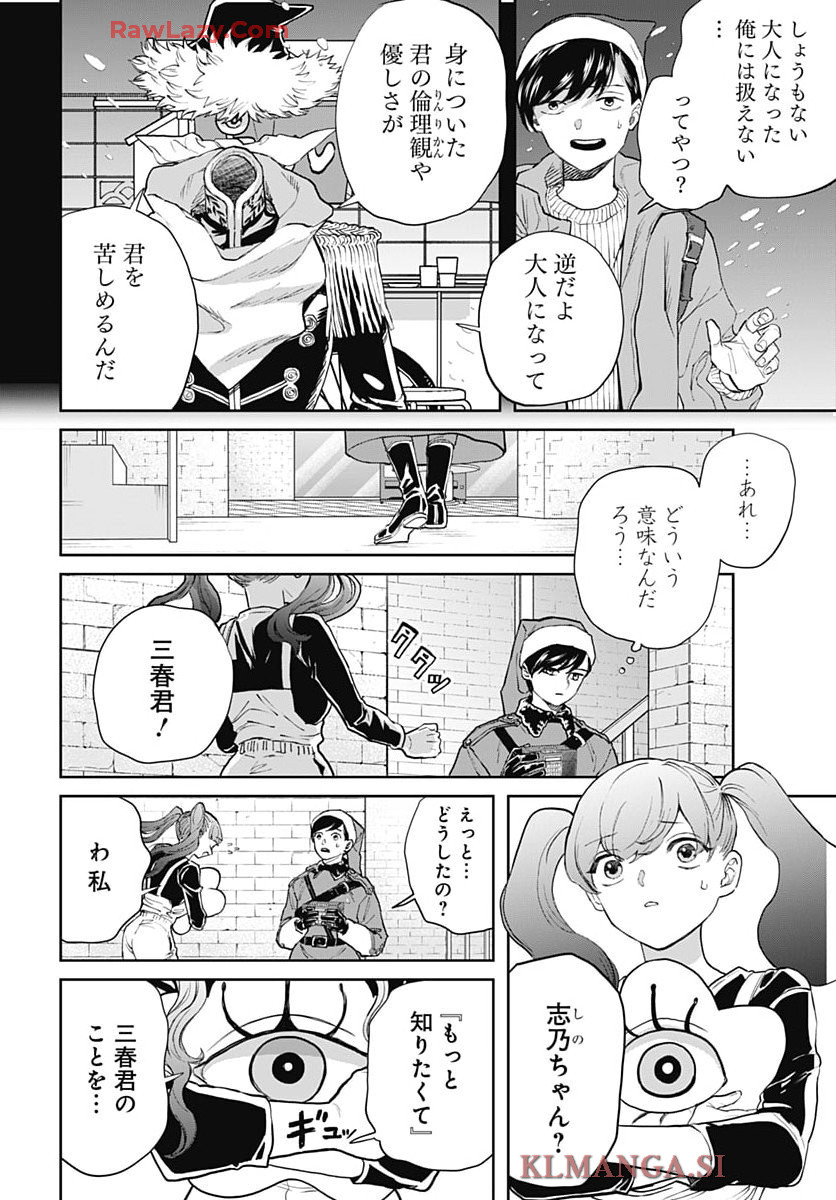 RawLazy.Com
しょうもない
大人になった
俺には扱えない
…
ってやつ?
逆だよ
大人になって
身についた
君の倫理観や
りんりかん
優しさが
君を
苦しめるんだ
…あれ…
どういう
意味なんだ
ろう…
タタタッ
三春君!
志乃ちゃん?
しの
えっと…
どうしたの?
わ私
『もっと
知りたくて』
ギュッ
三春君の
ことを…
KLMANGA.SI